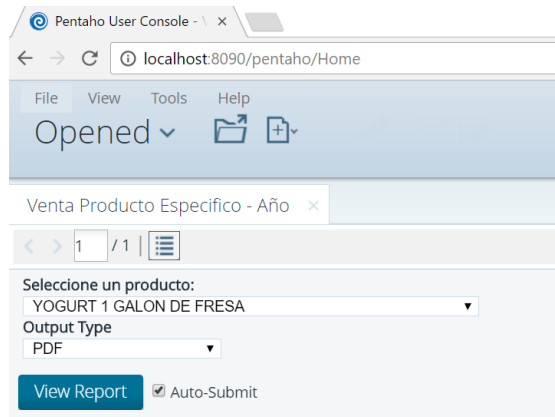 Pentaho User Console - \
localhost:8090/pentaho/Home
File View Tools Help
Opened
Venta Producto Especifico - Año
1 / 1
Seleccione un producto:
YOGURT 1 GALON DE FRESA
Output Type
PDF
View Report Auto-Submit